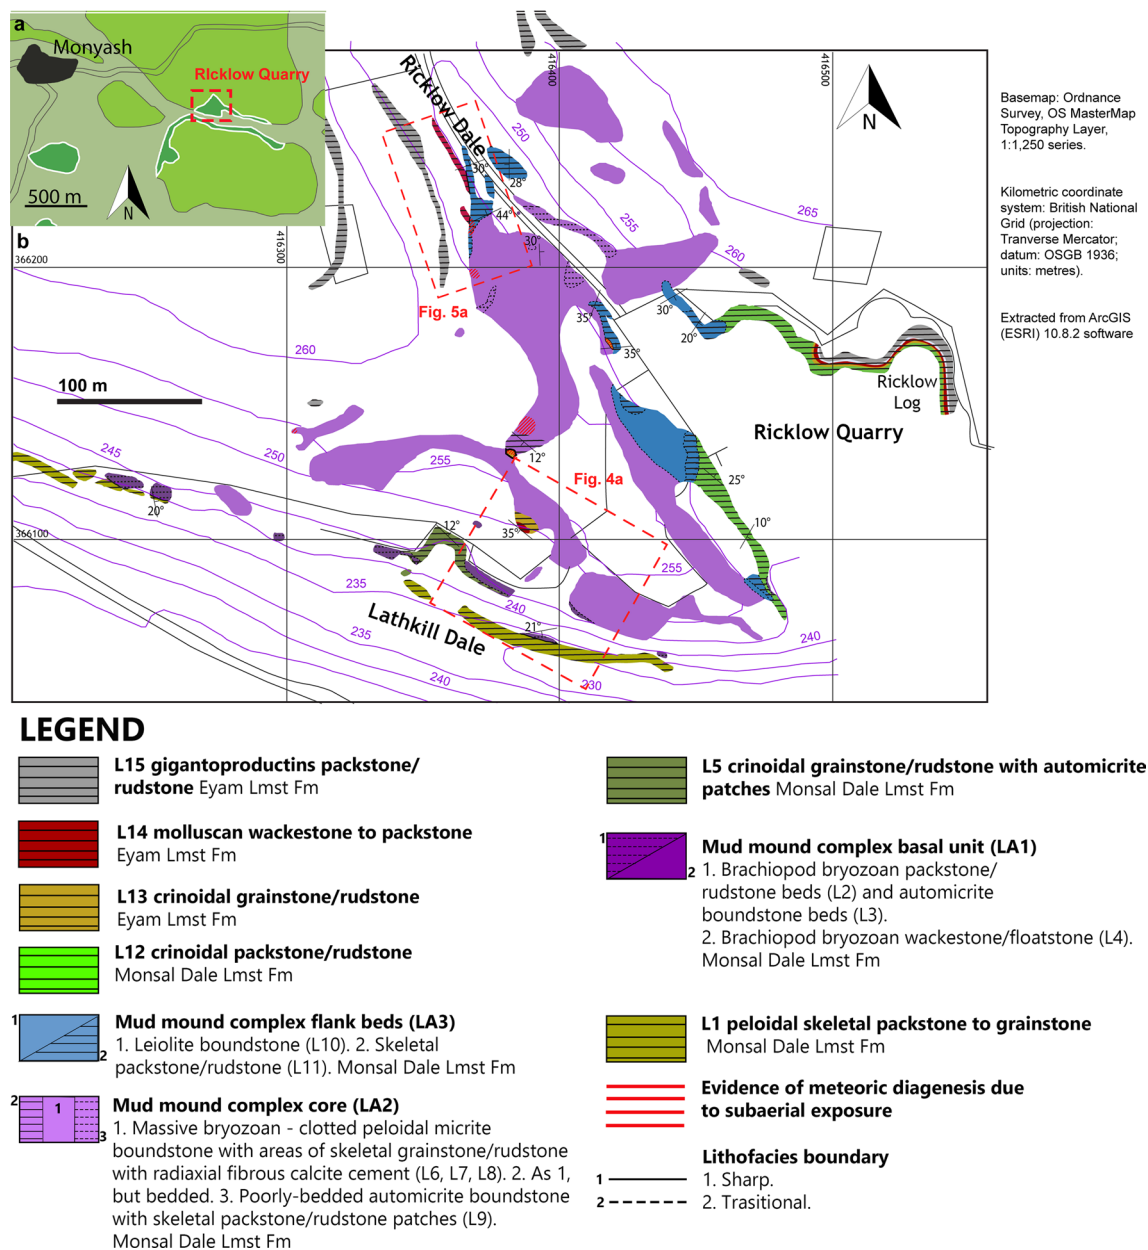 a
Monyash
RIcklow Quarry
500 m
N
b
Ricklow Dale
416300
416400
416500
N
Basemap: Ordnance
Survey, OS MasterMap
Topography Layer,
1:1,250 series.
Kilometric coordinate
system: British National
Grid (projection:
Tranverse Mercator;
datum: OSGB 1936;
units: metres).
Extracted from ArcGIS
(ESRI) 10.8.2 software
250
255
265
260
30°
28°
44°
30°
366200
Fig. 5a
35°
35°
30°
20°
260
100 m
Ricklow
Log
Ricklow Quarry
245
250
255
12°
Fig. 4a
25°
20°
366100
12°
35°
10°
255
235
240
Lathkill Dale
21°
240
235
240
230
LEGEND
L15 gigantoproductins packstone/
rudstone Eyam Lmst Fm
L14 molluscan wackestone to packstone
Eyam Lmst Fm
L13 crinoidal grainstone/rudstone
Eyam Lmst Fm
L12 crinoidal packstone/rudstone
Monsal Dale Lmst Fm
1
2
Mud mound complex flank beds (LA3)
1. Leiolite boundstone (L10). 2. Skeletal
packstone/rudstone (L11). Monsal Dale Lmst Fm
2
1
3
Mud mound complex core (LA2)
1. Massive bryozoan - clotted peloidal micrite
boundstone with areas of skeletal grainstone/rudstone
with radiaxial fibrous calcite cement (L6, L7, L8). 2. As 1,
but bedded. 3. Poorly-bedded automicrite boundstone
with skeletal packstone/rudstone patches (L9).
Monsal Dale Lmst Fm
L5 crinoidal grainstone/rudstone with automicrite
patches Monsal Dale Lmst Fm
1
2
Mud mound complex basal unit (LA1)
1. Brachiopod bryozoan packstone/
rudstone beds (L2) and automicrite
boundstone beds (L3).
2. Brachiopod bryozoan wackestone/floatstone (L4).
Monsal Dale Lmst Fm
L1 peloidal skeletal packstone to grainstone
Monsal Dale Lmst Fm
Evidence of meteoric diagenesis due
to subaerial exposure
Lithofacies boundary
1
1. Sharp.
2
2. Trasitional.